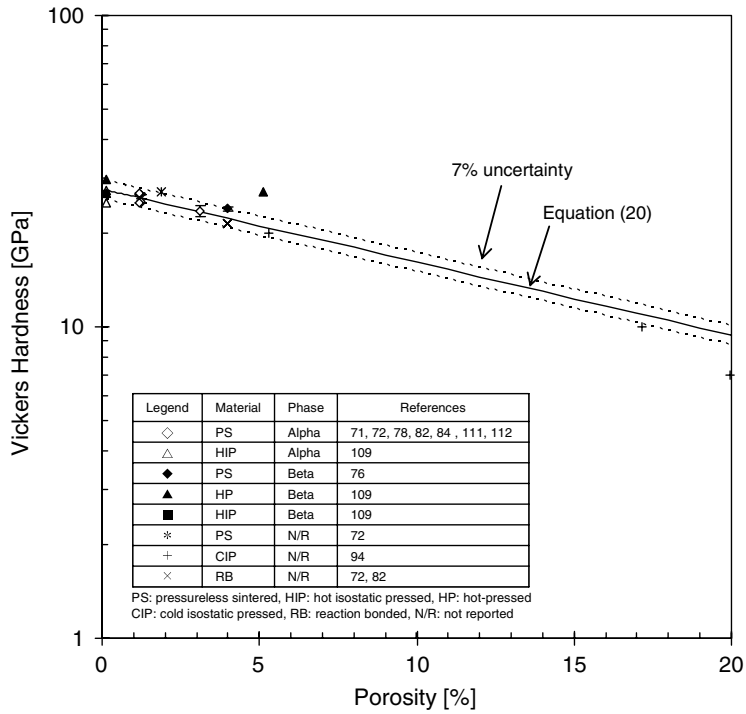 100
7% uncertainty
Equation (20)
Vickers Hardness [GPa]
10
Legend Material Phase References
PS Alpha 71, 72, 78, 82, 84 , 111, 112
HIP Alpha 109
PS Beta 76
HP Beta 109
HIP Beta 109
PS N/R 72
CIP N/R 94
RB N/R 72, 82
PS: pressureless sintered, HIP: hot isostatic pressed, HP: hot-pressed
CIP: cold isostatic pressed, RB: reaction bonded, N/R: not reported
1
0 5 10 15 20
Porosity [%]